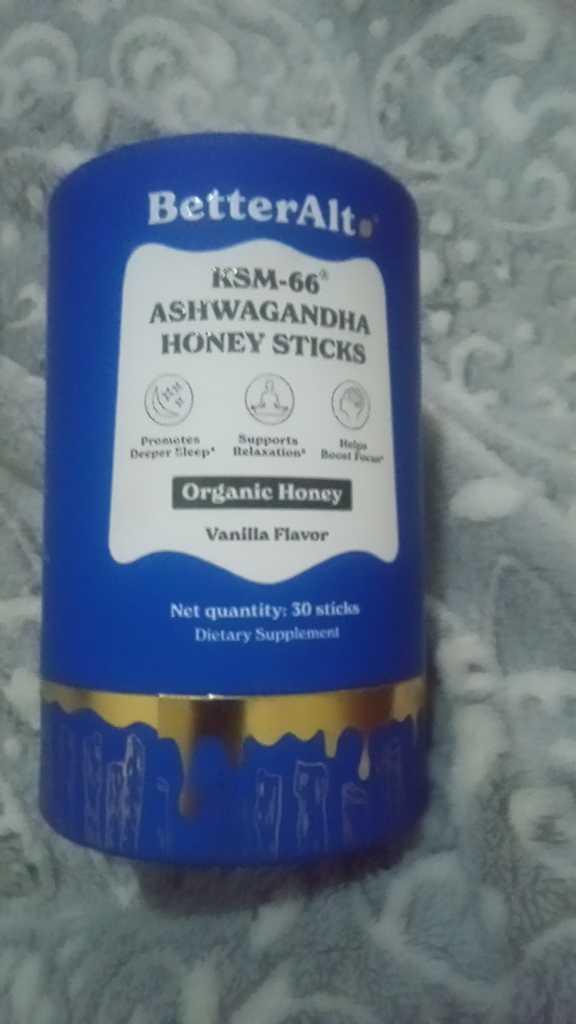 BetterAlt
KSM-66®
ASHWAGANDHA
HONEY STICKS
Promotes
Deeper Sleep*
Supports
Relaxation*
Helps
Boost Focus*
Organic Honey
Vanilla Flavor
Net quantity: 30 sticks
Dietary Supplement